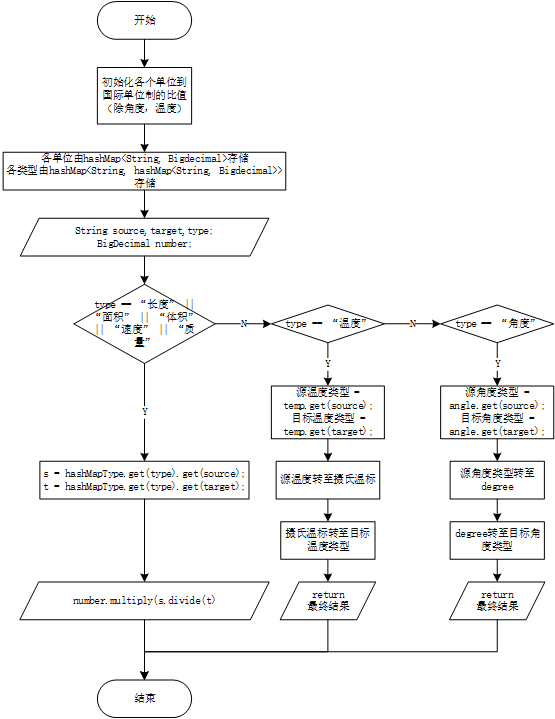 开始
初始化各个单位到
国际单位制的比值
（除角度，温度）
各单位由hashMap<String, Bigdecimal>存储
各类型由hashMap<String, hashMap<String, Bigdecimal>>
存储
String source,target,type;
BigDecimal number;
type == “长度” ||
“面积” || “体积”
|| “速度” || “质
量”
N
type == “温度”
N
type == “角度”
Y
Y
Y
源温度类型 =
temp.get(source);
目标温度类型 =
temp.get(target);
源角度类型 =
angle.get(source);
目标角度类型 =
angle.get(target);
s = hashMapType.get(type).get(source);
t = hashMapType.get(type).get(target);
源温度转至摄氏温标
源角度类型转至
degree
摄氏温标转至目标
温度类型
degree转至目标角
度类型
number.multiply(s.divide(t)
return
最终结果
return
最终结果
结束